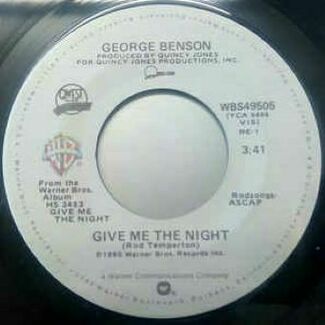 GEORGE BENSON
PRODUCED BY QUINCY JONES
FOR QUINCY JONES PRODUCTIONS, INC.
QWEST
WBS49505
RE-1
3:41
From the
Warner Bros.
Album
HS 3453
GIVE ME
THE NIGHT
Rodsongs-
ASCAP
GIVE ME THE NIGHT
(Rod Temperton)
©1980 Warner Bros. Records Inc.
a Warner Communications Company